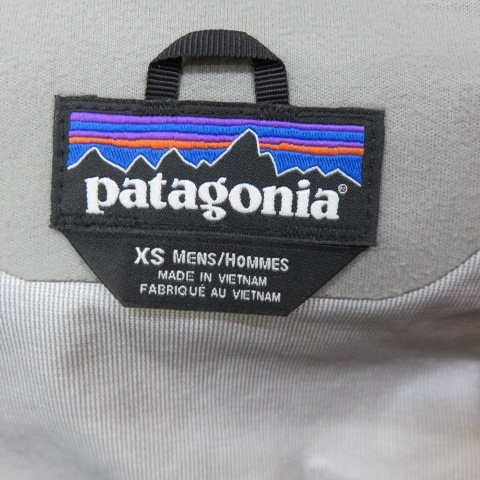 patagonia®
XS MENS/HOMMES
MADE IN VIETNAM
FABRIQUÉ AU VIETNAM